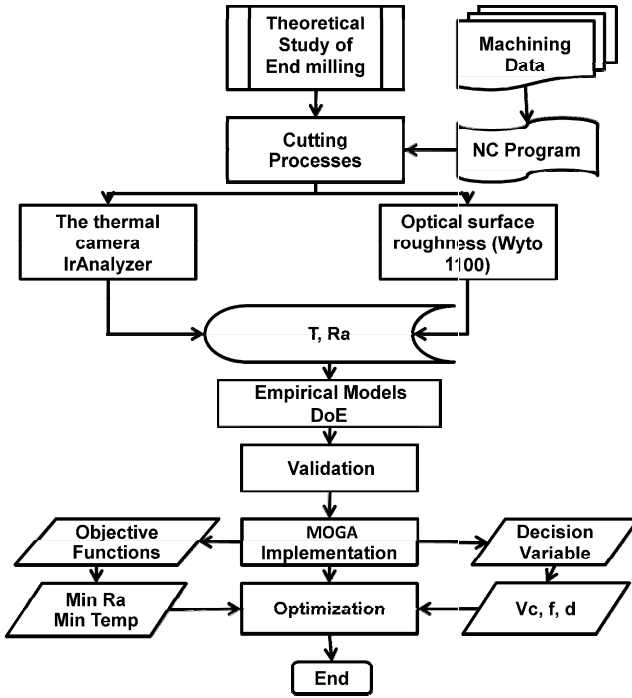 Theoretical
Study of
End milling
Machining
Data
Cutting
Processes
NC Program
The thermal
camera
IrAnalyzer
Optical surface
roughness (Wyto
1100)
T, Ra
Empirical Models
DoE
Validation
Objective
Functions
MOGA
Implementation
Decision
Variable
Min Ra
Min Temp
Optimization
Vc, f, d
End